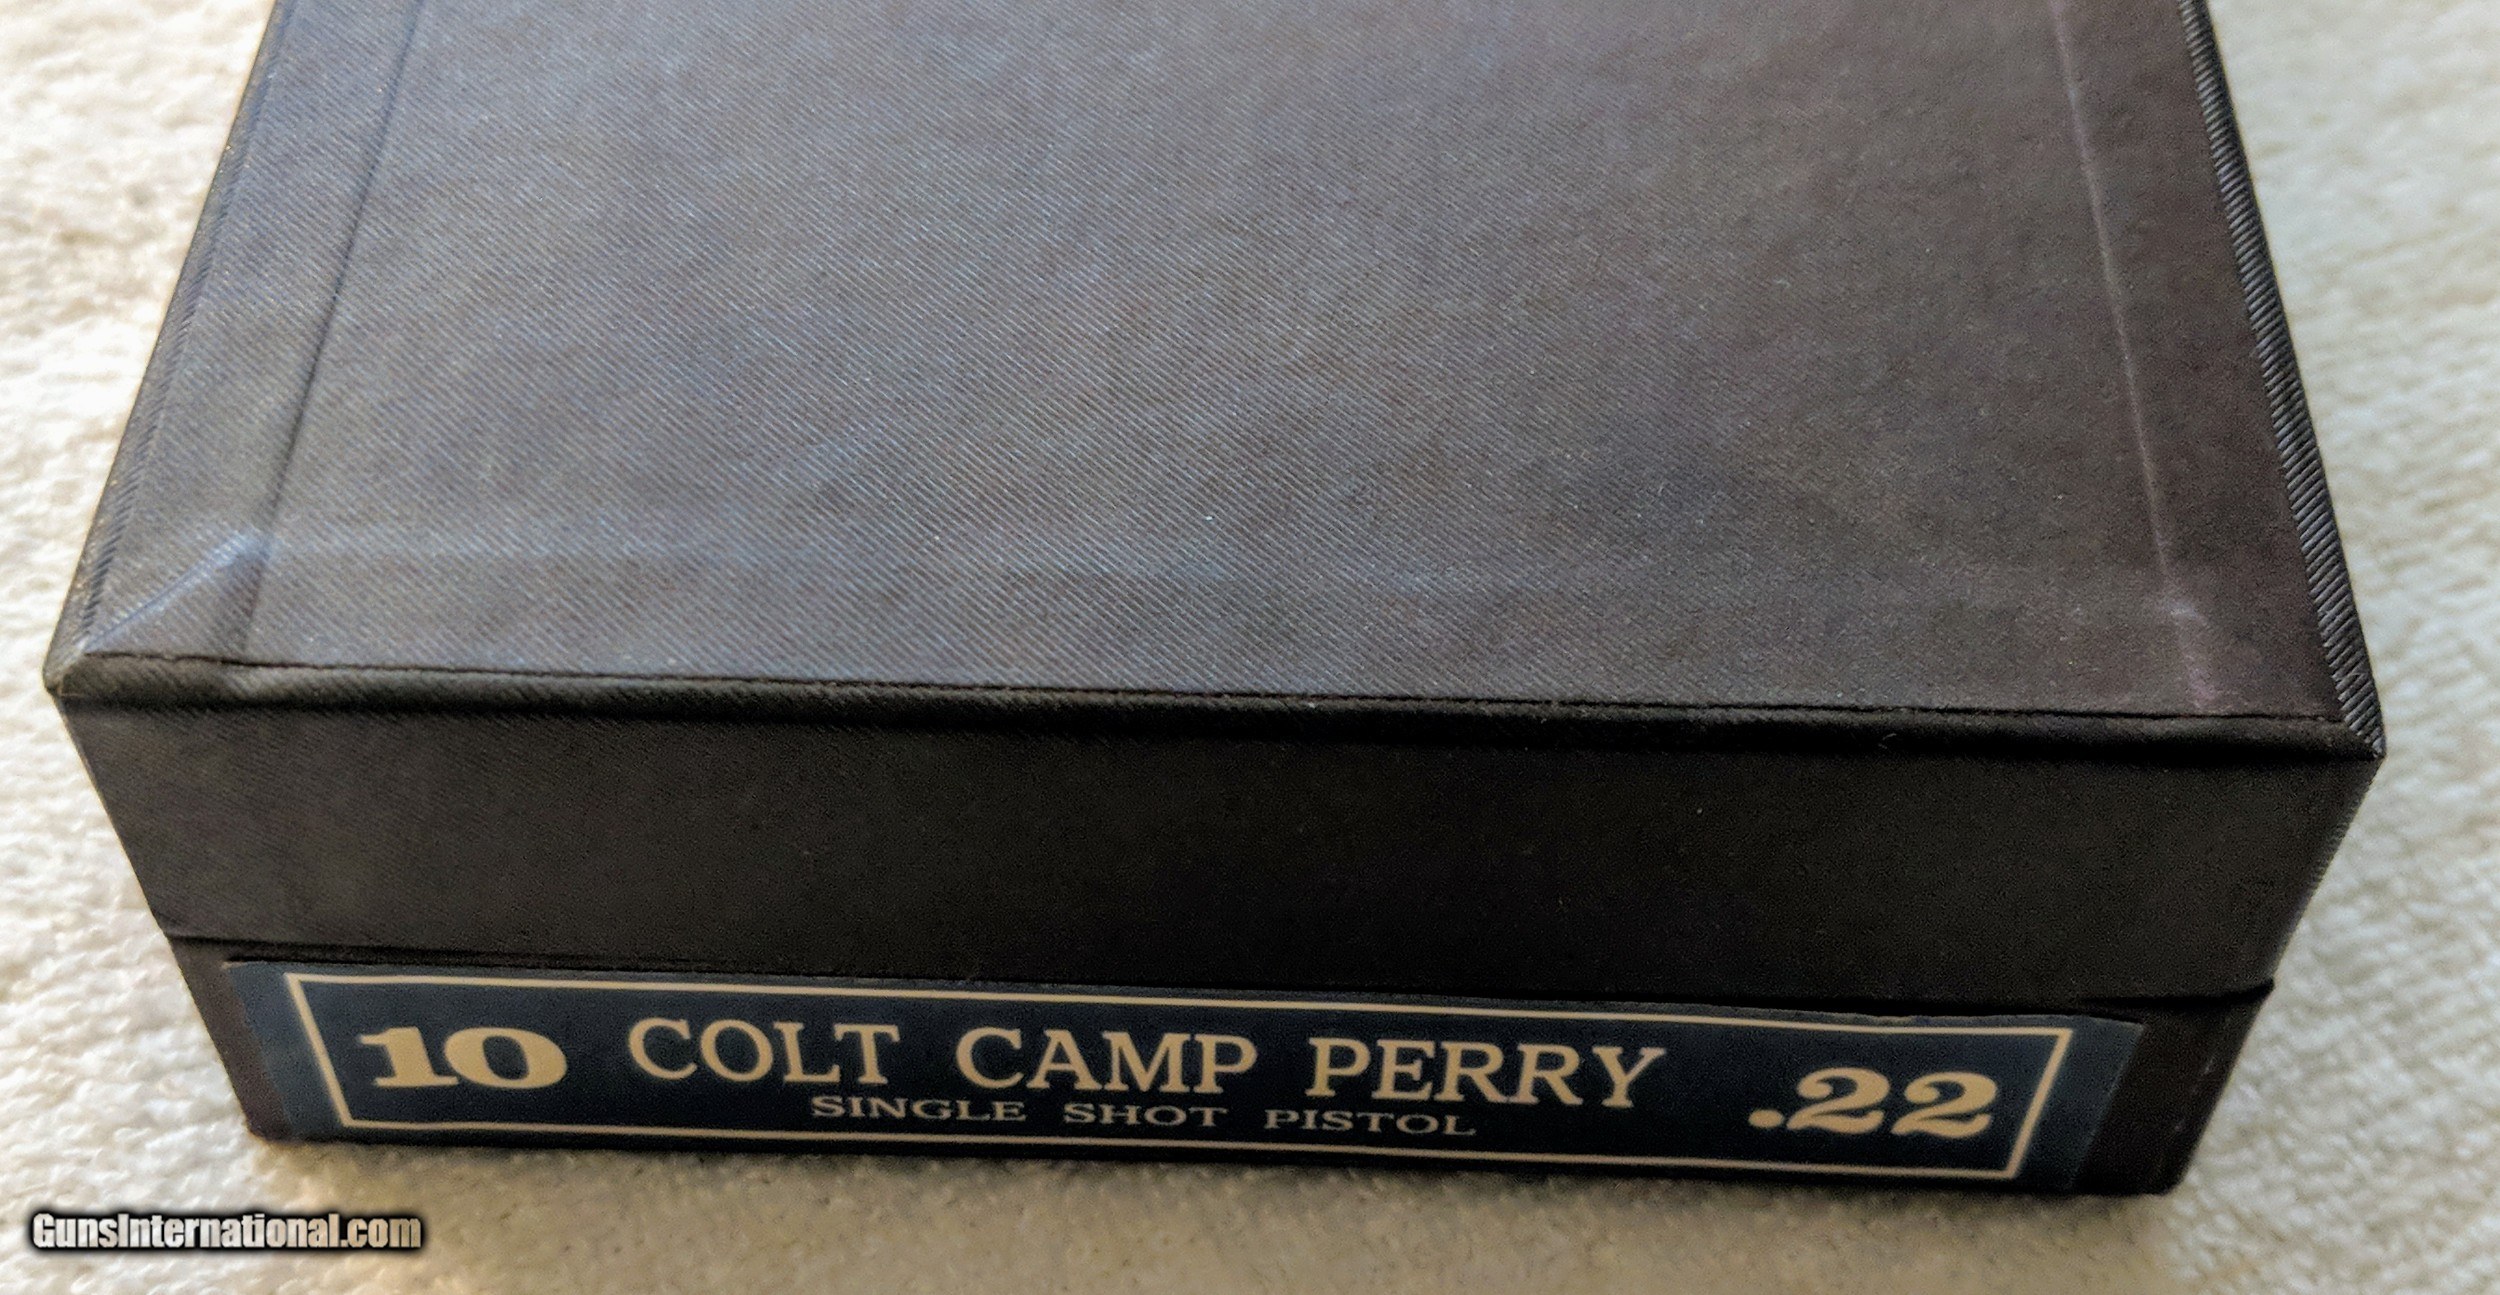 10 COLT CAMP PERRY .22
SINGLE SHOT PISTOL
GunsInternational.com